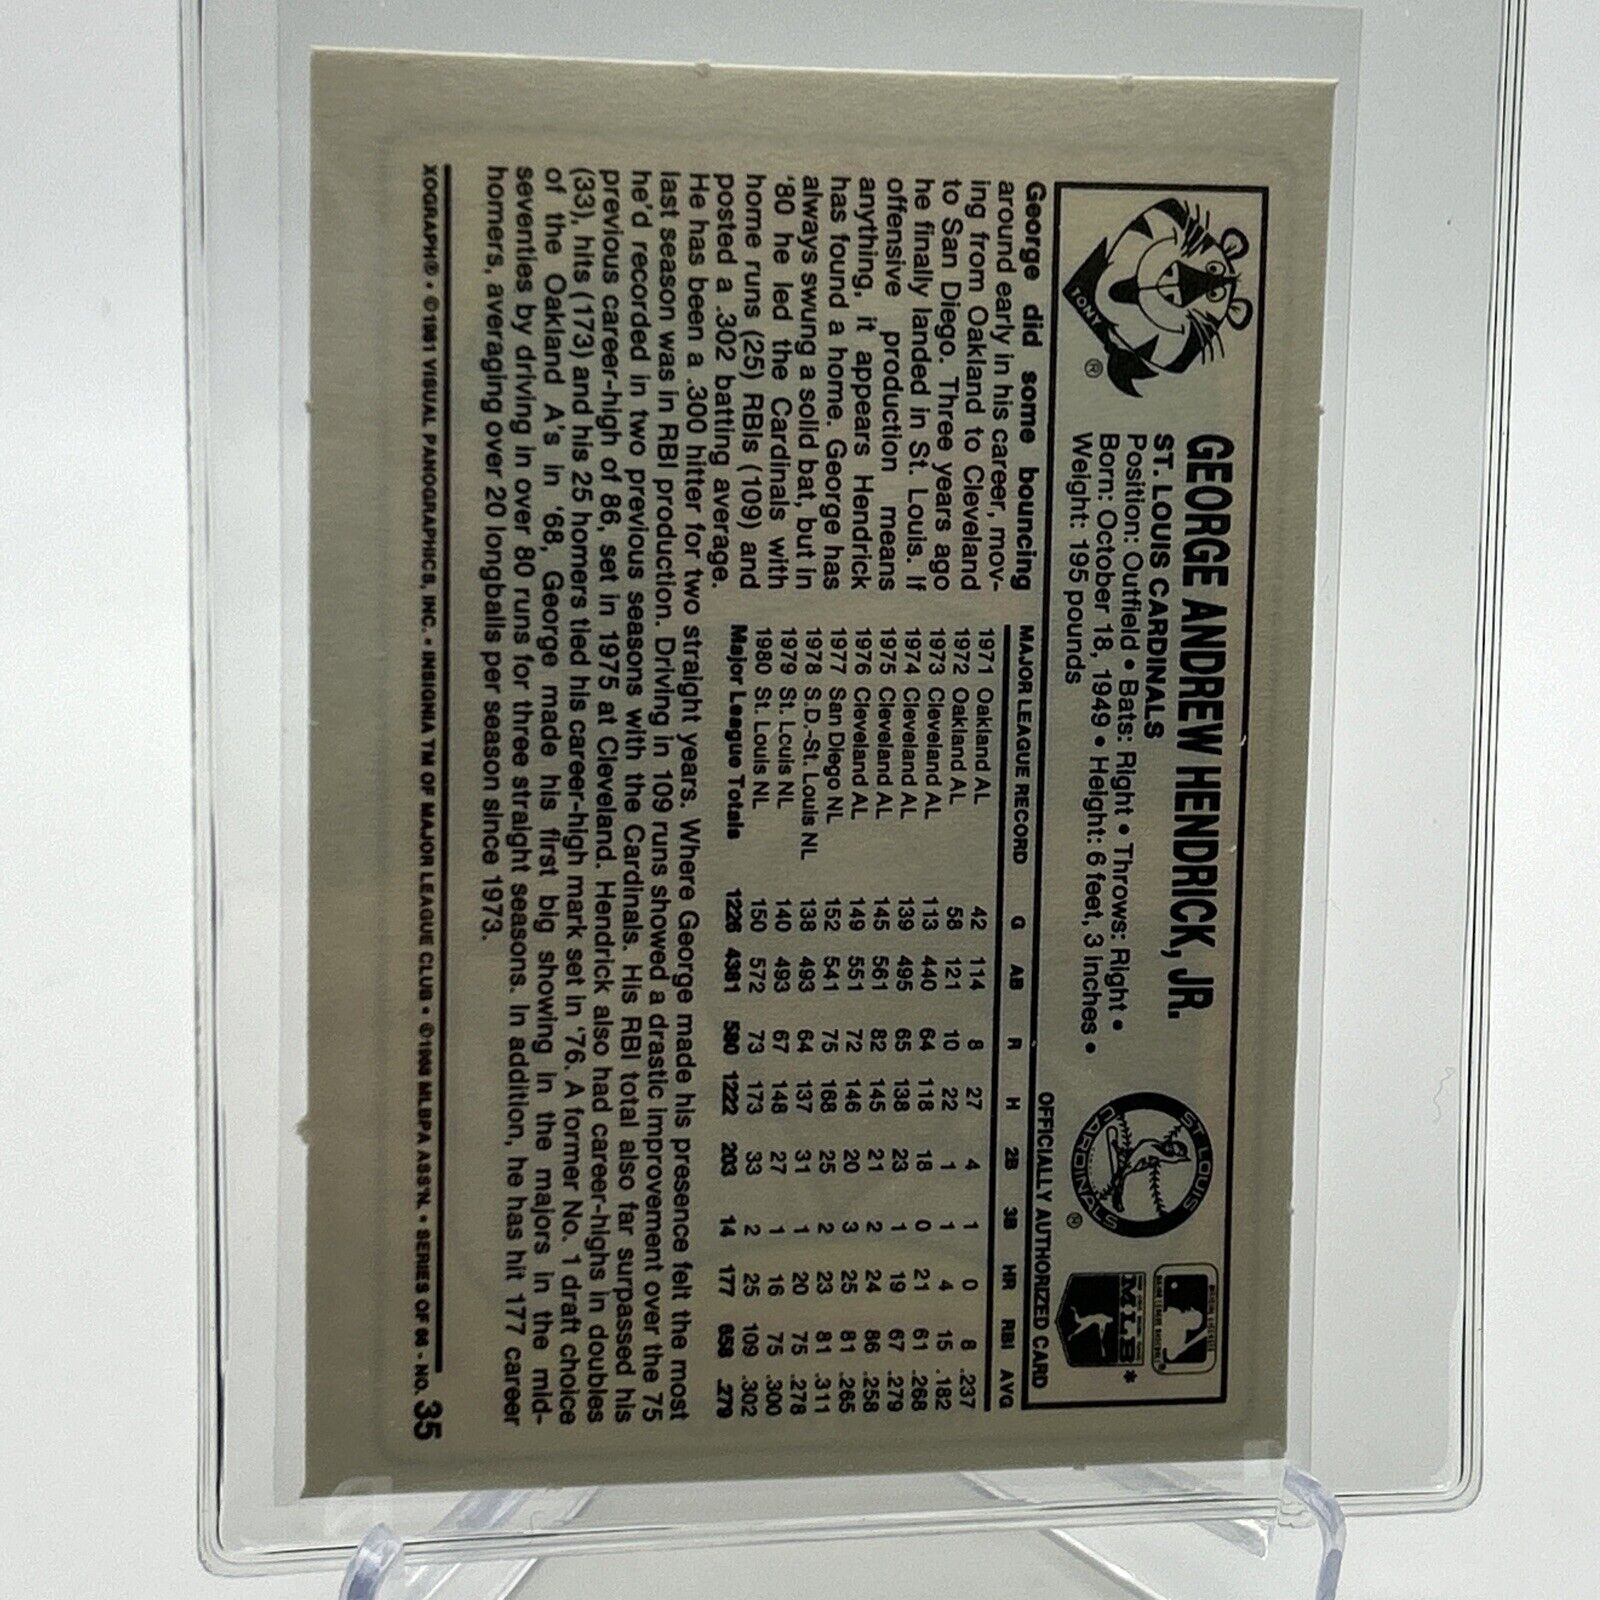 TONY ®
GEORGE ANDREW HENDRICK, JR.
ST. LOUIS CARDINALS
Position: Outfield • Bats: Right • Throws: Right •
Born: October 18, 1949 • Height: 6 feet, 3 inches •
Weight: 195 pounds
ST. LOUIS CARDINALS ®
MLB*
OFFICIALLY AUTHORIZED CARD
George did some bouncing
around early in his career, mov-
ing from Oakland to Cleveland
to San Diego. Three years ago
he finally landed in St. Louis. If
offensive production means
anything, it appears Hendrick
has found a home. George has
always swung a solid bat, but in
'80 he led the Cardinals with
home runs (25) RBIs (109) and
posted a .302 batting average.
MAJOR LEAGUE RECORD G AB R H 2B 3B HR RBI AVG
1971 Oakland AL 42 114 8 27 4 1 0 8 .237
1972 Oakland AL 58 121 10 22 1 1 4 15 .182
1973 Cleveland AL 113 440 64 118 18 0 21 61 .268
1974 Cleveland AL 139 495 65 138 23 1 19 67 .279
1975 Cleveland AL 145 561 82 145 21 2 24 86 .258
1976 Cleveland AL 149 551 72 146 20 3 25 81 .265
1977 San Diego NL 152 541 75 168 25 2 23 81 .311
1978 S.D.-St. Louis NL 138 493 64 137 31 1 20 75 .278
1979 St. Louis NL 140 493 67 148 27 1 16 75 .300
1980 St. Louis NL 150 572 73 173 33 2 25 109 .302
Major League Totals 1226 4381 580 1222 203 14 177 658 .279
He has been a .300 hitter for two straight years. Where George made his presence felt the most
last season was in RBI production. Driving in 109 runs showed a drastic improvement over the 75
he'd recorded in two previous seasons with the Cardinals. His RBI total also far surpassed his
previous career-high of 86, set in 1975 at Cleveland. Hendrick also had career-highs in doubles
(33), hits (173) and his 25 homers tied his career-high mark set in '76. A former No. 1 draft choice
of the Oakland A's in '68, George made his first big showing in the majors in the mid-
seventies by driving in over 80 runs for three straight seasons. In addition, he has hit 177 career
homers, averaging over 20 longballs per season since 1973.
XOGRAPH® • ©1981 VISUAL PANOGRAPHICS, INC. • INSIGNIA TM OF MAJOR LEAGUE CLUB • ©1968 MLBPA ASS'N. • SERIES OF 66 - NO. 35